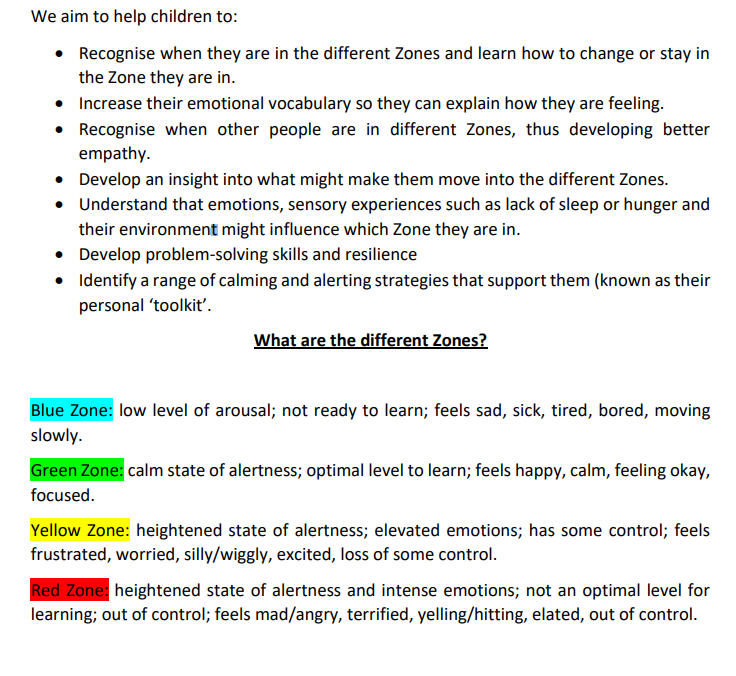 We aim to help children to:
• Recognise when they are in the different Zones and learn how to change or stay in
the Zone they are in.
• Increase their emotional vocabulary so they can explain how they are feeling.
• Recognise when other people are in different Zones, thus developing better
empathy.
• Develop an insight into what might make them move into the different Zones.
• Understand that emotions, sensory experiences such as lack of sleep or hunger and
their environment might influence which Zone they are in.
• Develop problem-solving skills and resilience
• Identify a range of calming and alerting strategies that support them (known as their
personal ‘toolkit’.
What are the different Zones?
Blue Zone: low level of arousal; not ready to learn; feels sad, sick, tired, bored, moving
slowly.
Green Zone: calm state of alertness; optimal level to learn; feels happy, calm, feeling okay,
focused.
Yellow Zone: heightened state of alertness; elevated emotions; has some control; feels
frustrated, worried, silly/wiggly, excited, loss of some control.
Red Zone: heightened state of alertness and intense emotions; not an optimal level for
learning; out of control; feels mad/angry, terrified, yelling/hitting, elated, out of control.